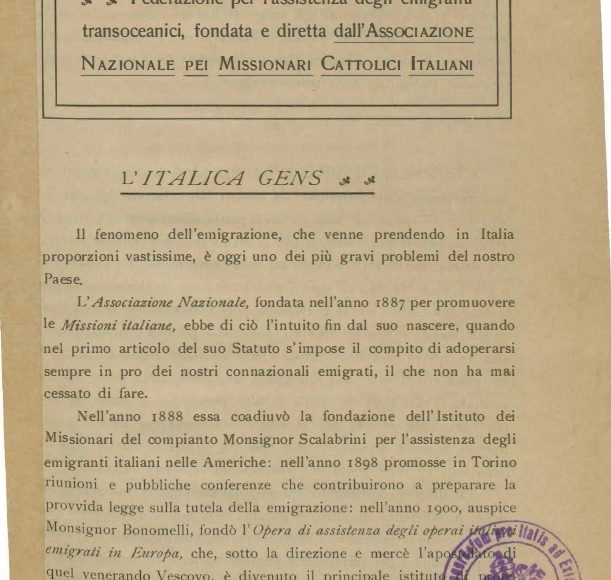 Federazione per l'assistenza degli emigranti
transoceanici, fondata e diretta dall'Associazione
Nazionale pei Missionari Cattolici Italiani
L'ITALICA GENS
Il fenomeno dell'emigrazione, che venne prendendo in Italia
proporzioni vastissime, è oggi uno dei più gravi problemi del nostro
Paese.
L'Associazione Nazionale, fondata nell'anno 1887 per promuovere
le Missioni italiane, ebbe di ciò l'intuito fin dal suo nascere, quando
nel primo articolo del suo Statuto s'impose il compito di adoperarsi
sempre in pro dei nostri connazionali emigrati, il che non ha mai
cessato di fare.
Nell'anno 1888 essa coadiuvò la fondazione dell'Istituto dei
Missionari del compianto Monsignor Scalabrini per l'assistenza degli
emigranti italiani nelle Americhe: nell'anno 1898 promosse in Torino
riunioni e pubbliche conferenze che contribuirono a preparare la
provvida legge sulla tutela della emigrazione: nell'anno 1900, auspice
Monsignor Bonomelli, fondò l'Opera di assistenza degli operai italiani
emigrati in Europa, che, sotto la direzione e mercè l'apostolato di
quel venerando Vescovo, è divenuto il principale istituto di